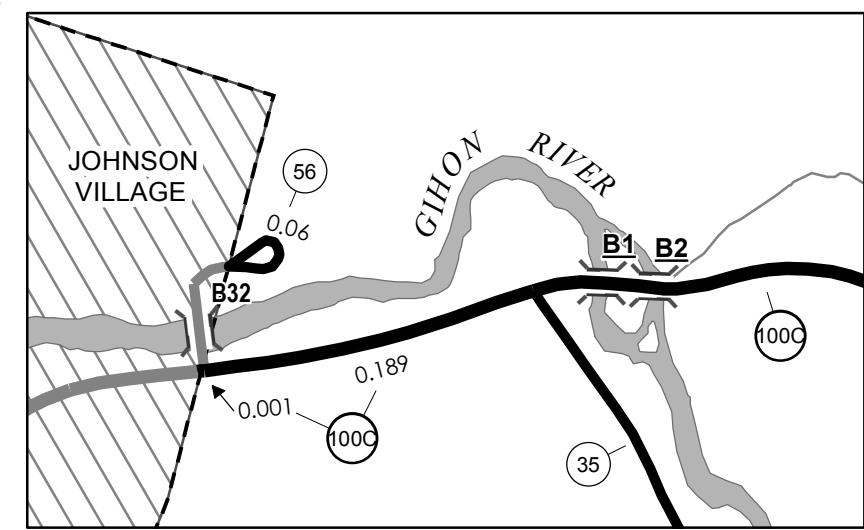 JOHNSON
VILLAGE
56
0.06
GIHON RIVER
B1
B2
B32
100C
0.189
0.001
100C
35